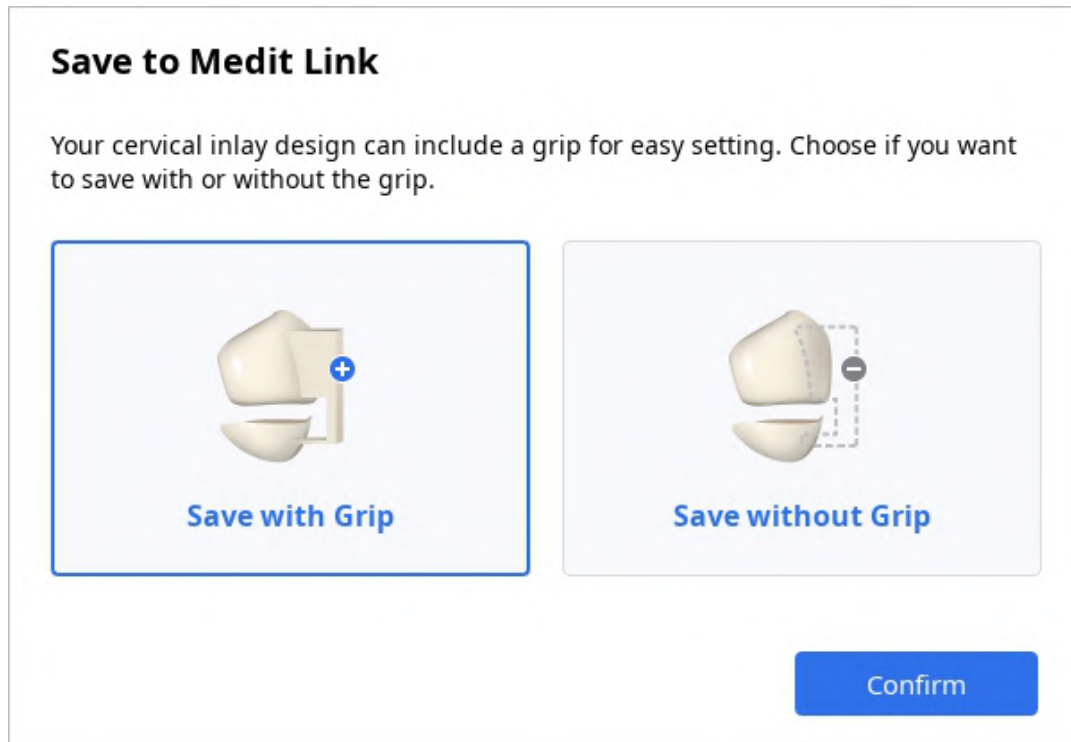 Save to Medit Link
Your cervical inlay design can include a grip for easy setting. Choose if you want
to save with or without the grip.
Save with Grip
Save without Grip
Confirm